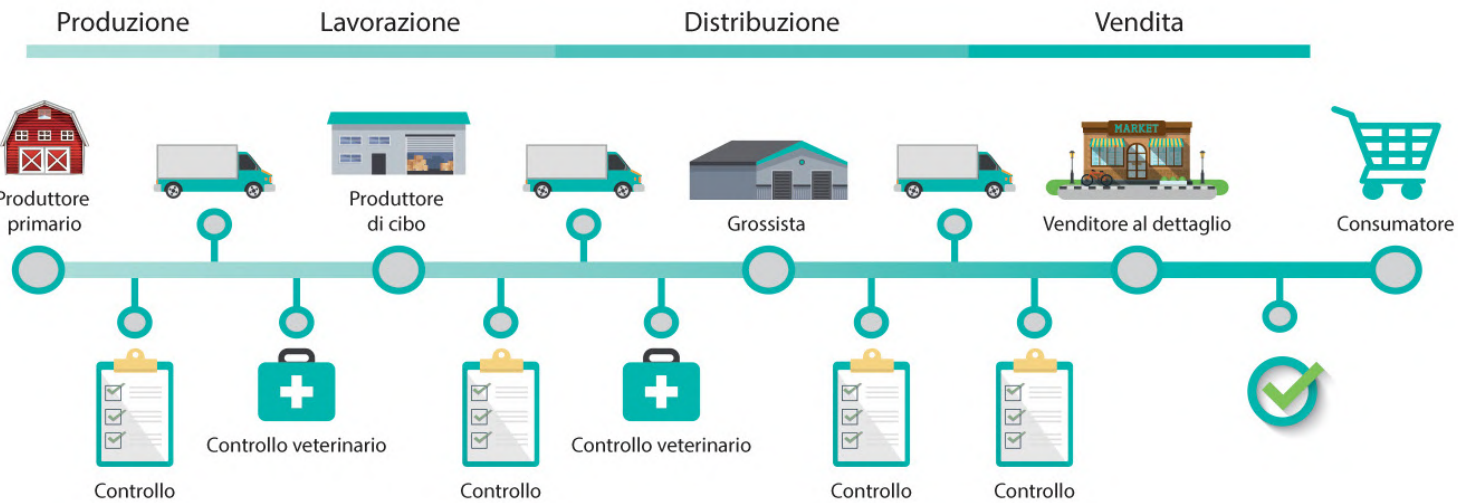 Produzione
Lavorazione
Distribuzione
Vendita
MARKET
Produttore
primario
Produttore
di cibo
Grossista
Venditore al dettaglio
Consumatore
Controllo veterinario
Controllo veterinario
Controllo
Controllo
Controllo
Controllo